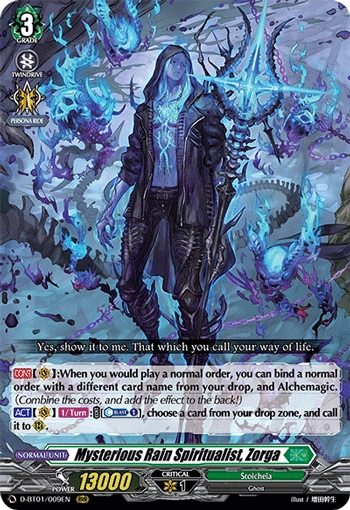 3
GRADE
TWINDRIVE
PERSONA RIDE
Yes, show it to me. That which you call your way of life.
CONT[ ]:When you would play a normal order, you can bind a normal
order with a different card name from your drop, and Alchemagic.
(Combine the costs, and add the effect to the back!)
ACT[ ] 1/Turn : [C BLAST 1], choose a card from your drop zone, and call
it to .
NORMAL UNIT Mysterious Rain Spiritualist, Zorga
POWER 13000 CRITICAL 1 Stoicheia
Ghost
D-BT01/009EN RRR Illust / 増田幹生